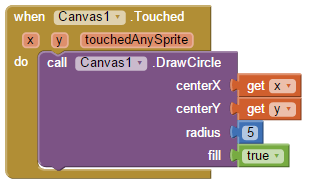 when Canvas1 .Touched
x y touchedAnySprite
do call Canvas1 .DrawCircle
centerX get x
centerY get y
radius 5
fill true